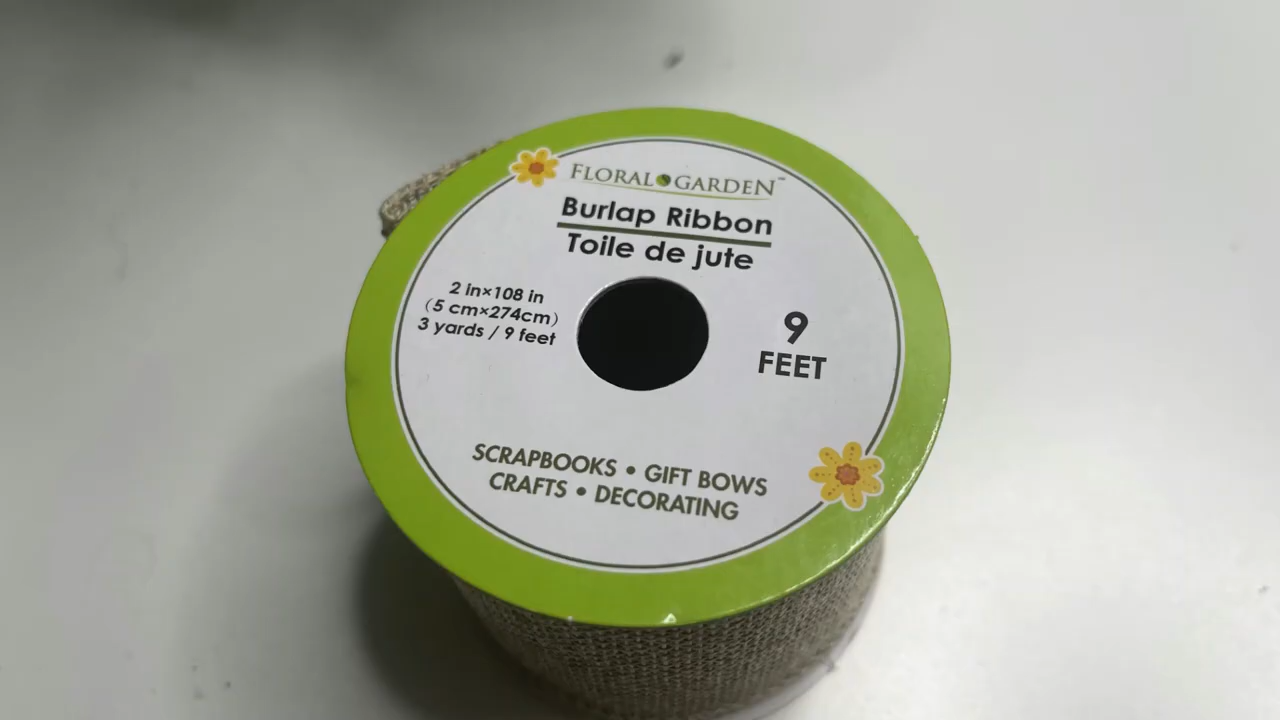 FLORAL GARDEN™
Burlap Ribbon
Toile de jute
2 in×108 in
(5 cm×274cm)
3 yards / 9 feet
9
FEET
SCRAPBOOKS • GIFT BOWS
CRAFTS • DECORATING